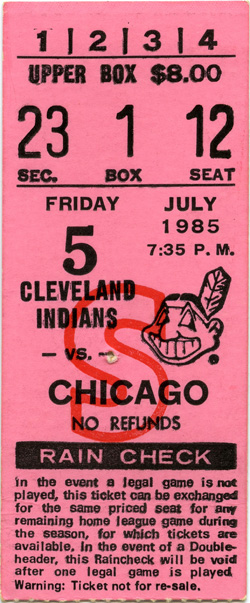 1 | 2 | 3 | 4
UPPER BOX $8.00
23 1 12
SEC. BOX SEAT
FRIDAY JULY
5 1985
7:35 P. M.
CLEVELAND
INDIANS
— VS. —
S
CHICAGO
NO REFUNDS
RAIN CHECK
In the event a legal game is not
played, this ticket can be exchanged
for the same priced seat for any
remaining home league game during
the season, for which tickets are
available. In the event of a Double-
header, this Raincheck will be void
after one legal game is played.
Warning: Ticket not for re-sale.